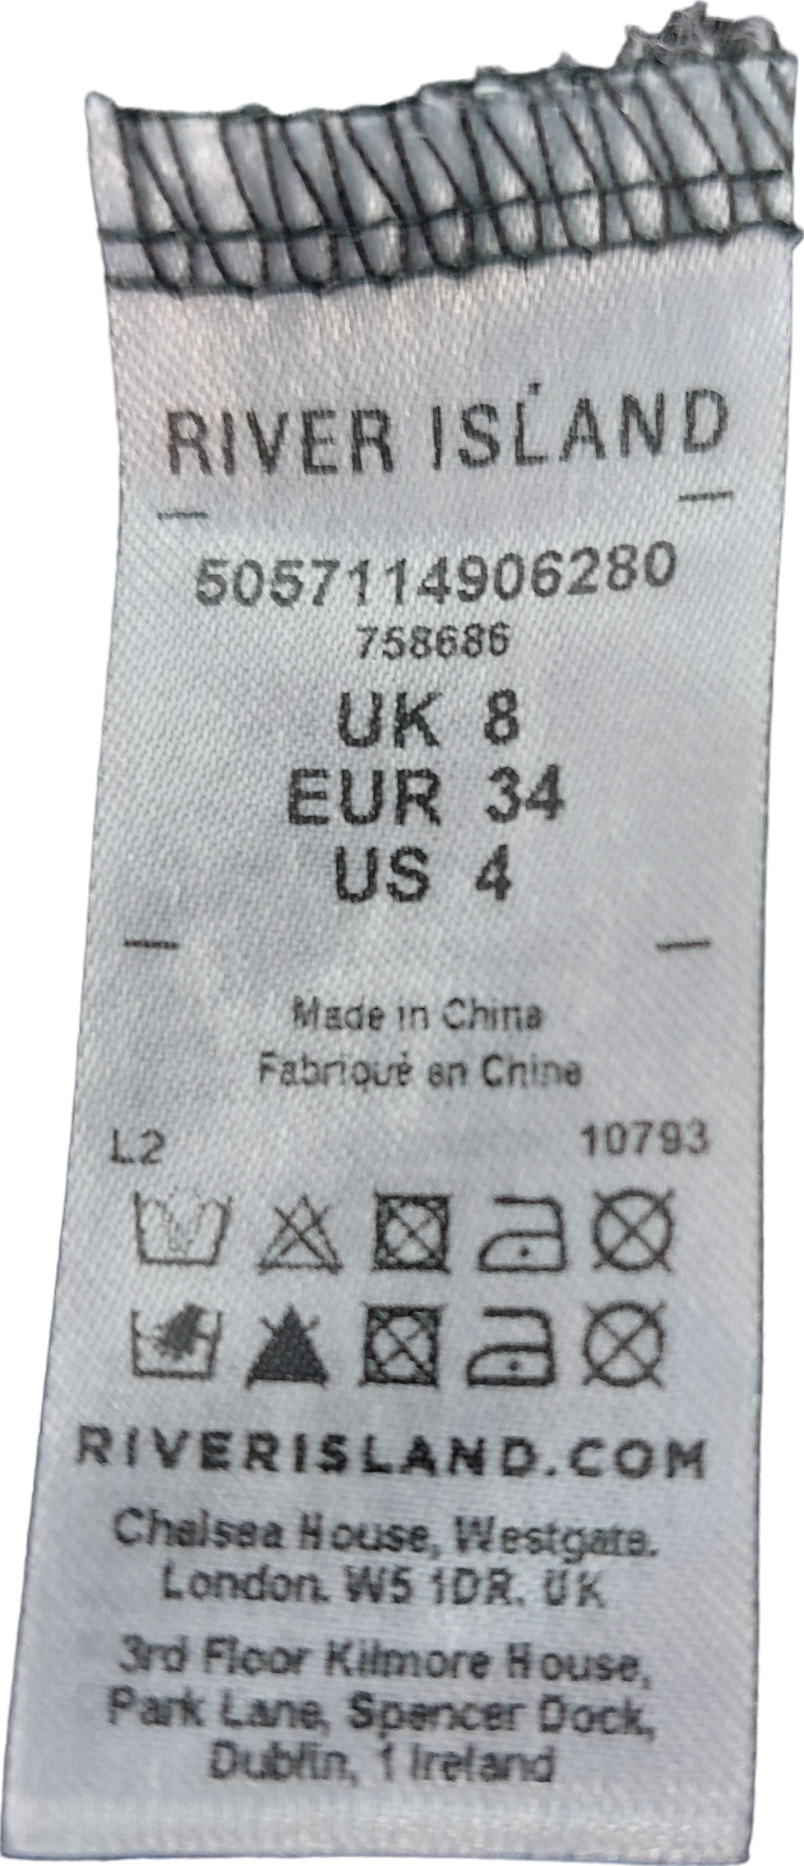 RIVER ISLAND
5057114906280
758686
UK 8
EUR 34
US 4
Made in China
Fabriqué en Chine
L2 10793
RIVERISLAND.COM
Chelsea House, Westgate.
London. W5 1DR. UK
3rd Floor Kilmore House,
Park Lane, Spencer Dock,
Dublin, 1 Ireland